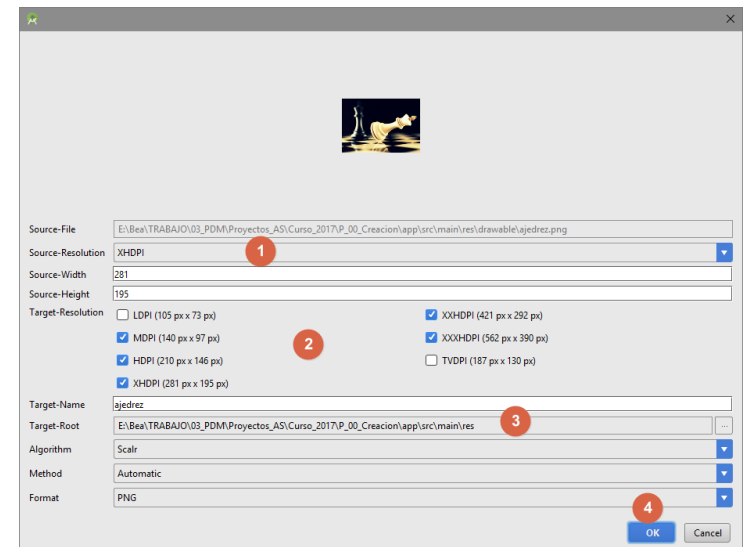 Source-File E:\Bea\TRABAJO\03_PDM\Proyectos_AS\Curso_2017\P_00_Creacion\app\src\main\res\drawable\ajedrez.png
1
Source-Resolution XHDPI
Source-Width 281
Source-Height 195
Target-Resolution LDPI (105 px x 73 px) XXHDPI (421 px x 292 px)
MDPI (140 px x 97 px) XXXHDPI (562 px x 390 px)
2
HDPI (210 px x 146 px) TVDPI (187 px x 130 px)
XHDPI (281 px x 195 px)
Target-Name ajedrez
Target-Root E:\Bea\TRABAJO\03_PDM\Proyectos_AS\Curso_2017\P_00_Creacion\app\src\main\res 3 ...
Algorithm Scalr
Method Automatic
Format PNG
4
OK Cancel